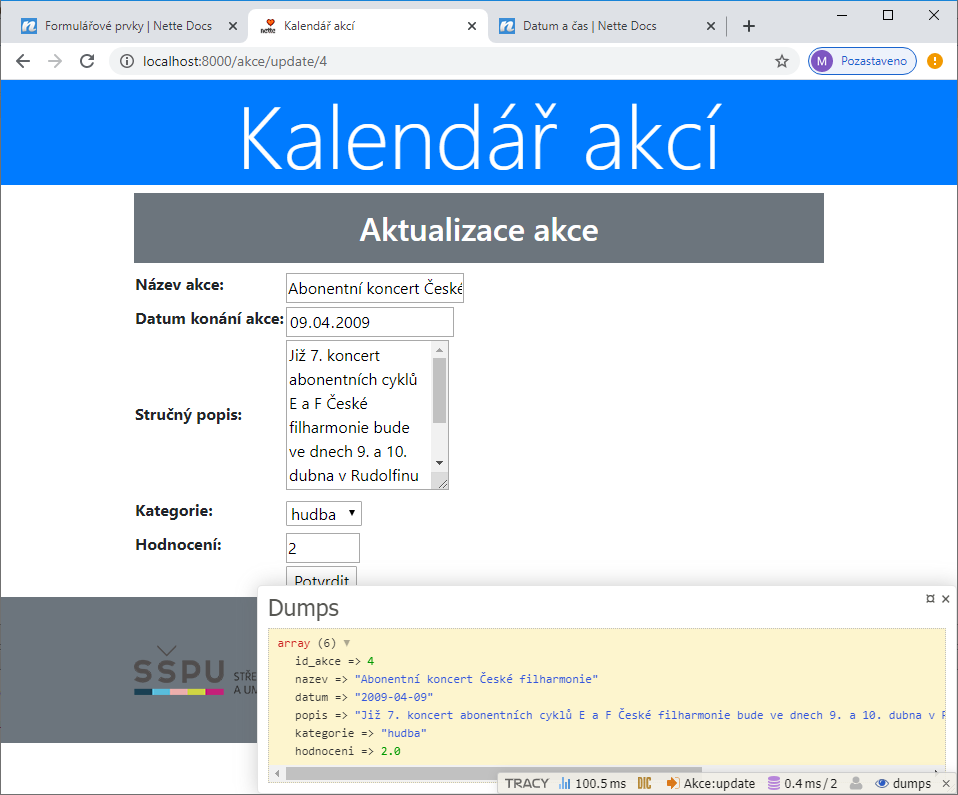 Formulářové prvky | Nette Docs
nette
Kalendář akcí
Datum a čas | Nette Docs
localhost:8000/akce/update/4
M
Pozastaveno
Kalendář akcí
Aktualizace akce
Název akce:
Abonentní koncert České
Datum konání akce:
09.04.2009
Stručný popis:
Již 7. koncert
abonentních cyklů
E a F České
filharmonie bude
ve dnech 9. a 10.
dubna v Rudolfinu
Kategorie:
hudba
Hodnocení:
2
Potvrdit
SŠPU
STŘE
A UM
Dumps
array (6)
id_akce => 4
nazev => "Abonentní koncert České filharmonie"
datum => "2009-04-09"
popis => "Již 7. koncert abonentních cyklů E a F České filharmonie bude ve dnech 9. a 10. dubna v
kategorie => "hudba"
hodnoceni => 2.0
TRACY
100.5 ms
DIC
Akce:update
0.4 ms / 2
dumps